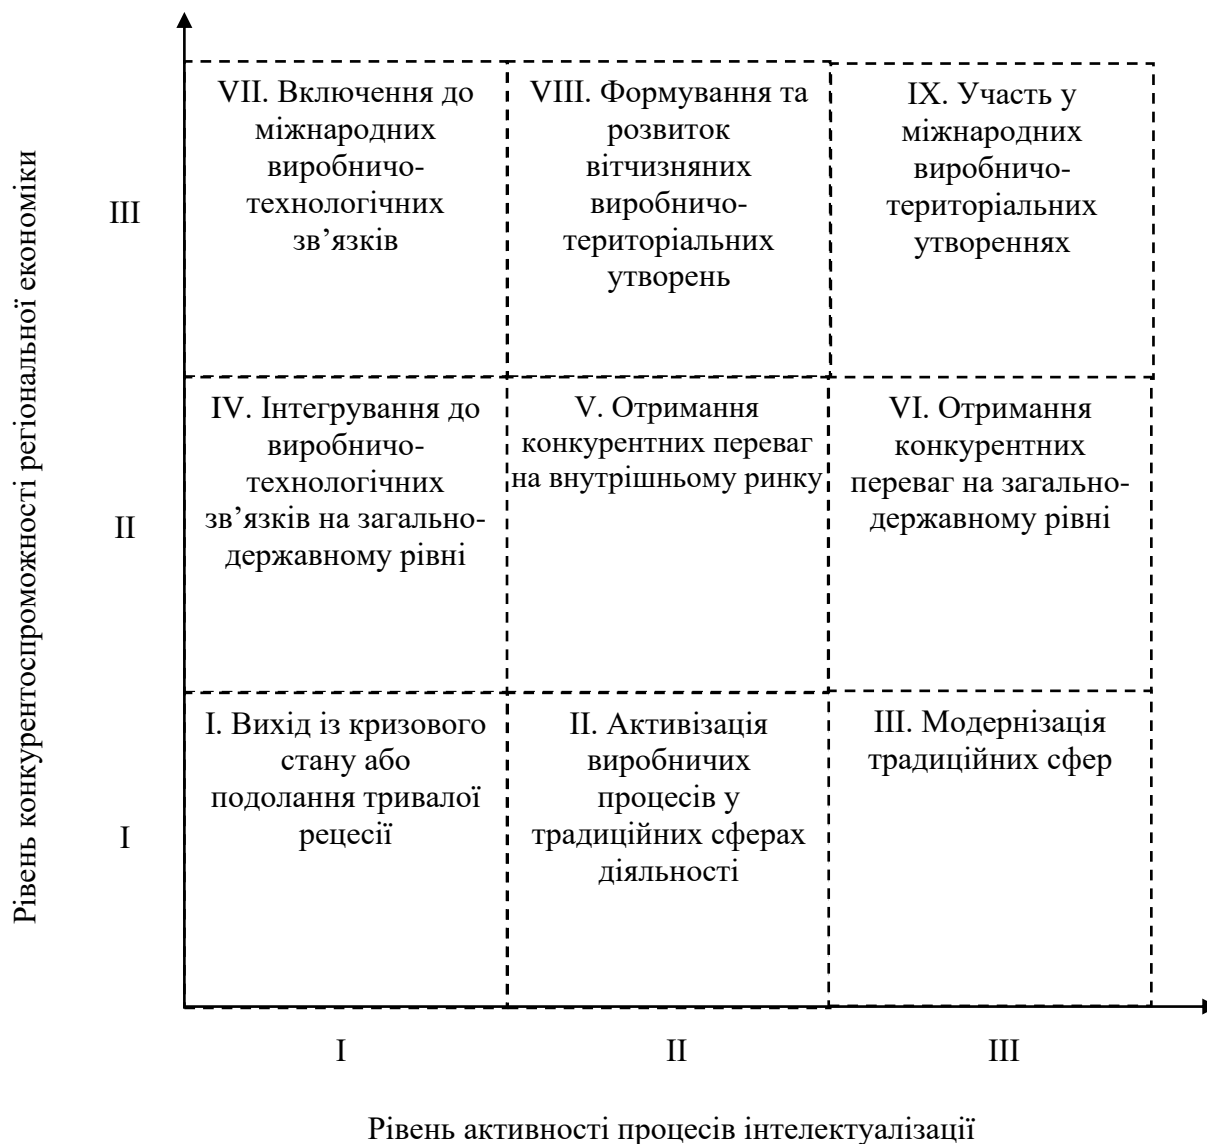 Рівень конкурентоспроможності регіональної економіки
III
VII. Включення до
міжнародних
виробничо-
технологічних
зв’язків
VIII. Формування та
розвиток
вітчизняних
виробничо-
територіальних
утворень
IX. Участь у
міжнародних
виробничо-
територіальних
утвореннях
II
IV. Інтегрування до
виробничо-
технологічних
зв’язків на загально-
державному рівні
V. Отримання
конкурентних переваг
на внутрішньому ринку
VI. Отримання
конкурентних
переваг на загально-
державному рівні
I
I. Вихід із кризового
стану або
подолання тривалої
рецесії
II. Активізація
виробничих
процесів у
традиційних сферах
діяльності
III. Модернізація
традиційних сфер
I
II
III
Рівень активності процесів інтелектуалізації